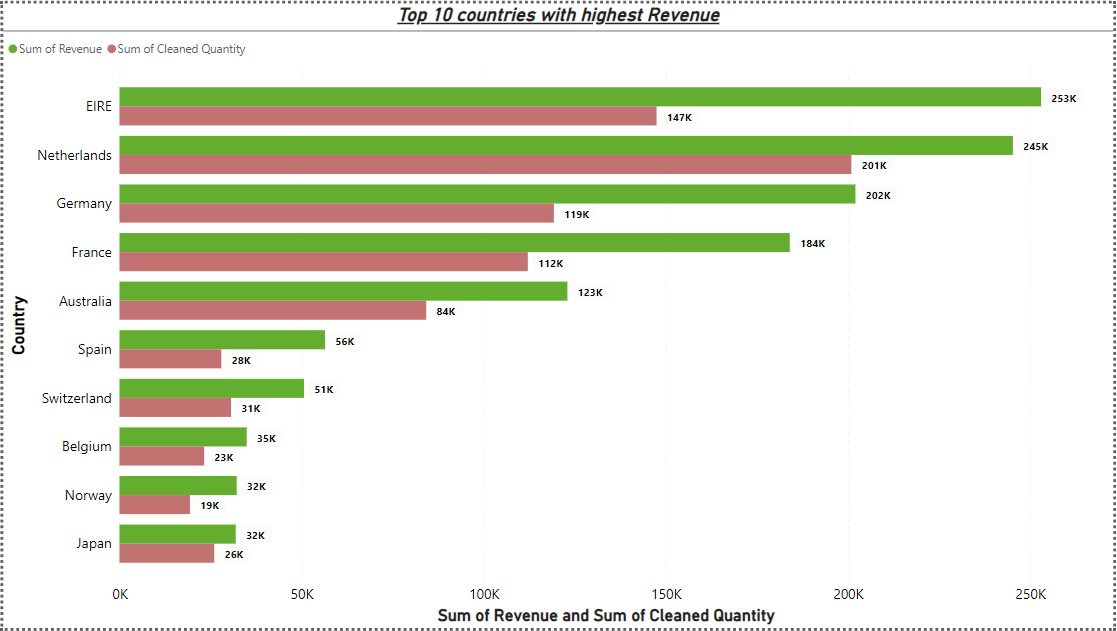 Top 10 countries with highest Revenue
Sum of Revenue Sum of Cleaned Quantity
EIRE 253K
147K
Netherlands 245K
201K
Germany 202K
119K
France 184K
112K
Australia 123K
84K
Spain 56K
28K
Switzerland 51K
31K
Belgium 35K
23K
Norway 32K
19K
Japan 32K
26K
Country
0K 50K 100K 150K 200K 250K
Sum of Revenue and Sum of Cleaned Quantity